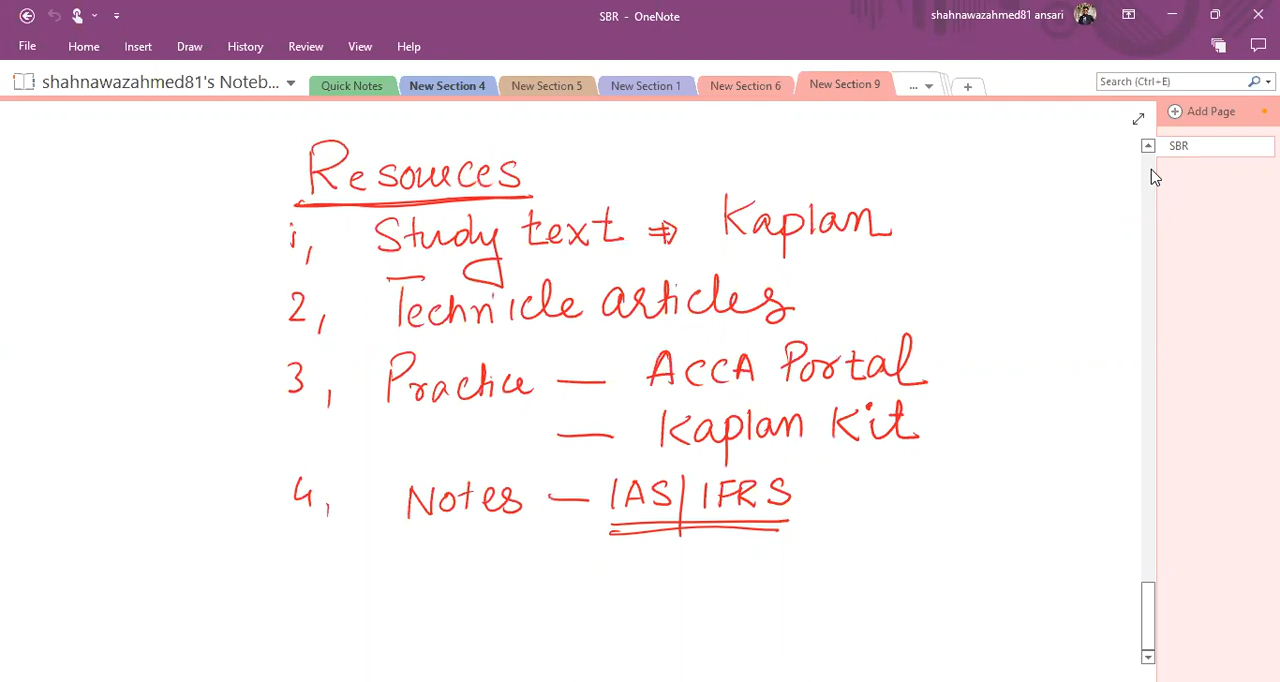 SBR - OneNote
shahnawazahmed81 ansari
File Home Insert Draw History Review View Help
shahnawazahmed81's Noteb... Quick Notes New Section 4 New Section 5 New Section 1 New Section 6 New Section 9 ... + Search (Ctrl+E)
Add Page
SBR
Resources
1, Study text ⇒ Kaplan
2, Technicle articles
3, Practice — ACCA Portal
— Kaplan Kit
4, Notes — IAS | IFRS